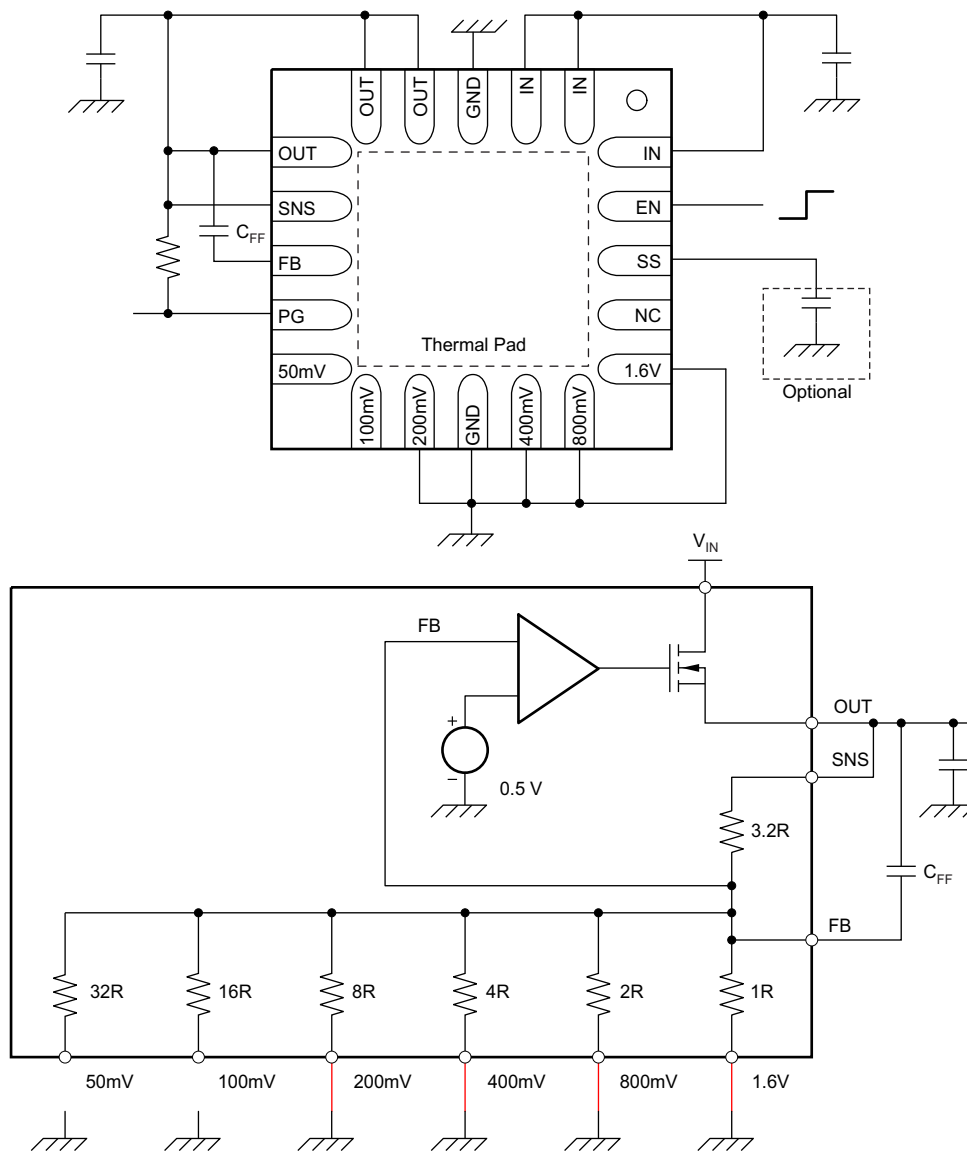 OUT
OUT
GND
IN
IN
OUT
IN
SNS
EN
C_FF
FB
SS
PG
NC
Thermal Pad
50mV
1.6V
100mV
200mV
GND
400mV
800mV
Optional
V_IN
FB
OUT
+
SNS
−
0.5 V
3.2R
C_FF
FB
32R
16R
8R
4R
2R
1R
50mV
100mV
200mV
400mV
800mV
1.6V